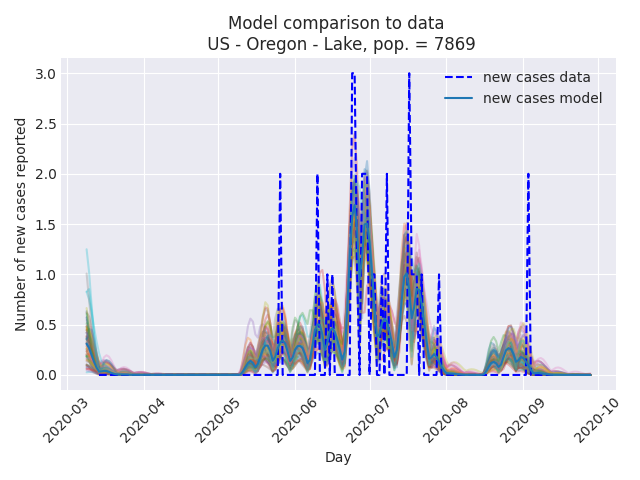 Model comparison to data
US - Oregon - Lake, pop. = 7869
new cases data
new cases model
Number of new cases reported
3.0
2.5
2.0
1.5
1.0
0.5
0.0
2020-03
2020-04
2020-05
2020-06
2020-07
2020-08
2020-09
2020-10
Day